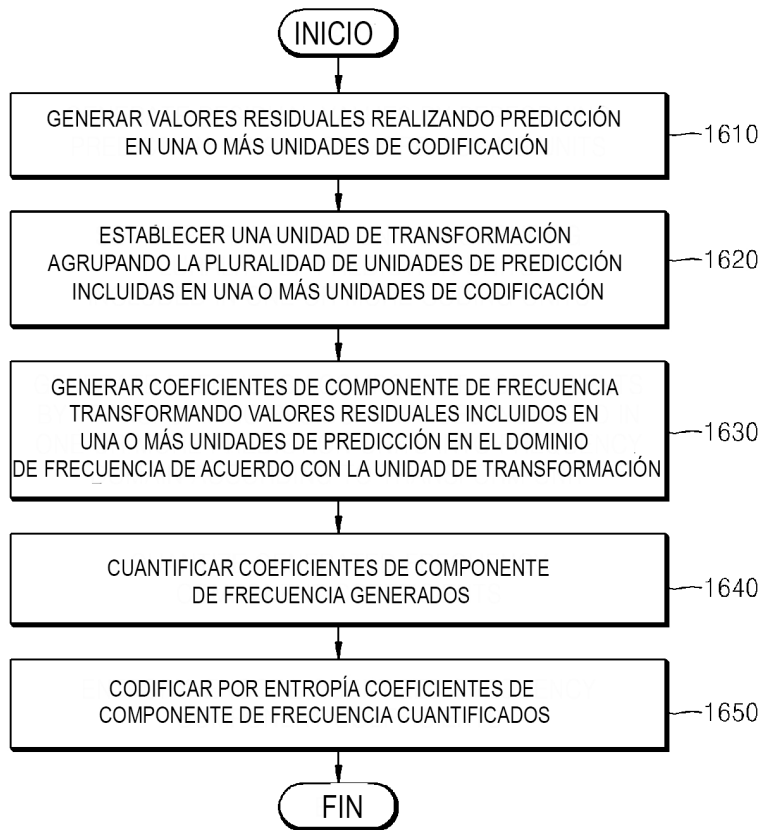 INICIO
GENERAR VALORES RESIDUALES REALIZANDO PREDICCIÓN
EN UNA O MÁS UNIDADES DE CODIFICACIÓN
1610
ESTABLECER UNA UNIDAD DE TRANSFORMACIÓN
AGRUPANDO LA PLURALIDAD DE UNIDADES DE PREDICCIÓN
INCLUIDAS EN UNA O MÁS UNIDADES DE CODIFICACIÓN
1620
GENERAR COEFICIENTES DE COMPONENTE DE FRECUENCIA
TRANSFORMANDO VALORES RESIDUALES INCLUIDOS EN
UNA O MÁS UNIDADES DE PREDICCIÓN EN EL DOMINIO
DE FRECUENCIA DE ACUERDO CON LA UNIDAD DE TRANSFORMACIÓN
1630
CUANTIFICAR COEFICIENTES DE COMPONENTE
DE FRECUENCIA GENERADOS
1640
CODIFICAR POR ENTROPÍA COEFICIENTES DE
COMPONENTE DE FRECUENCIA CUANTIFICADOS
1650
FIN